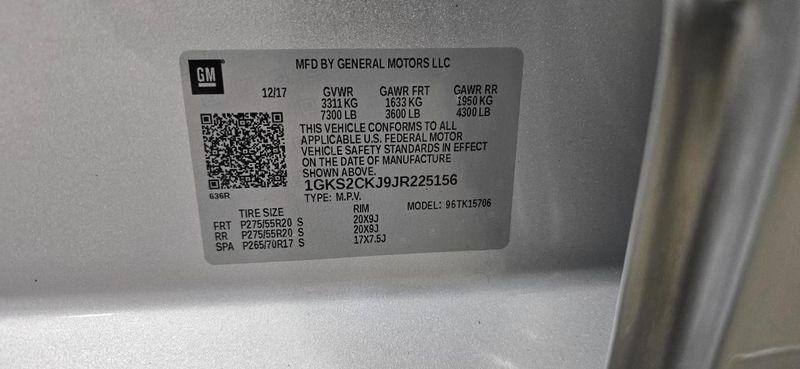 GM
MFD BY GENERAL MOTORS LLC
12/17 GVWR GAWR FRT GAWR RR
3311 KG 1633 KG 1950 KG
7300 LB 3600 LB 4300 LB
THIS VEHICLE CONFORMS TO ALL
APPLICABLE U.S. FEDERAL MOTOR
VEHICLE SAFETY STANDARDS IN EFFECT
ON THE DATE OF MANUFACTURE
SHOWN ABOVE.
636R 1GKS2CKJ9JR225156
TYPE: M.P.V. MODEL: 96TK15706
TIRE SIZE RIM
FRT P275/55R20 S 20X9J
RR P275/55R20 S 20X9J
SPA P265/70R17 S 17X7.5J